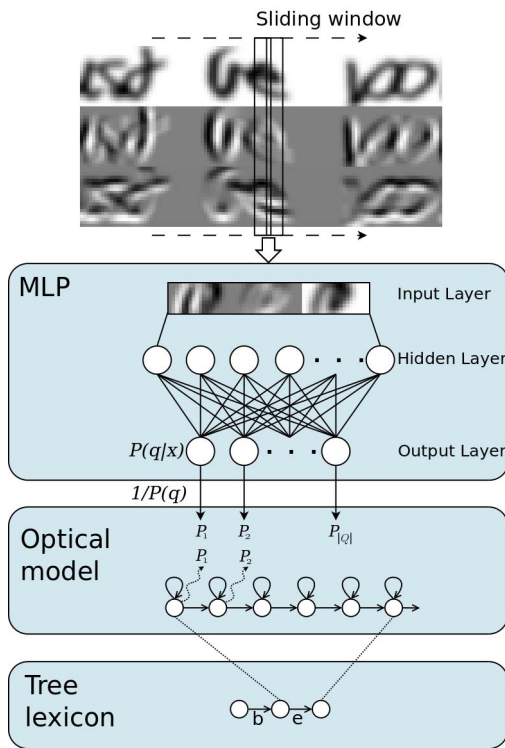 Sliding window
MLP
Input Layer
Hidden Layer
. . .
P(q|x)
. . .
Output Layer
1/P(q)
P₁ P₂ P|Q|
Optical
model
P₁ P₂
Tree
lexicon
b e